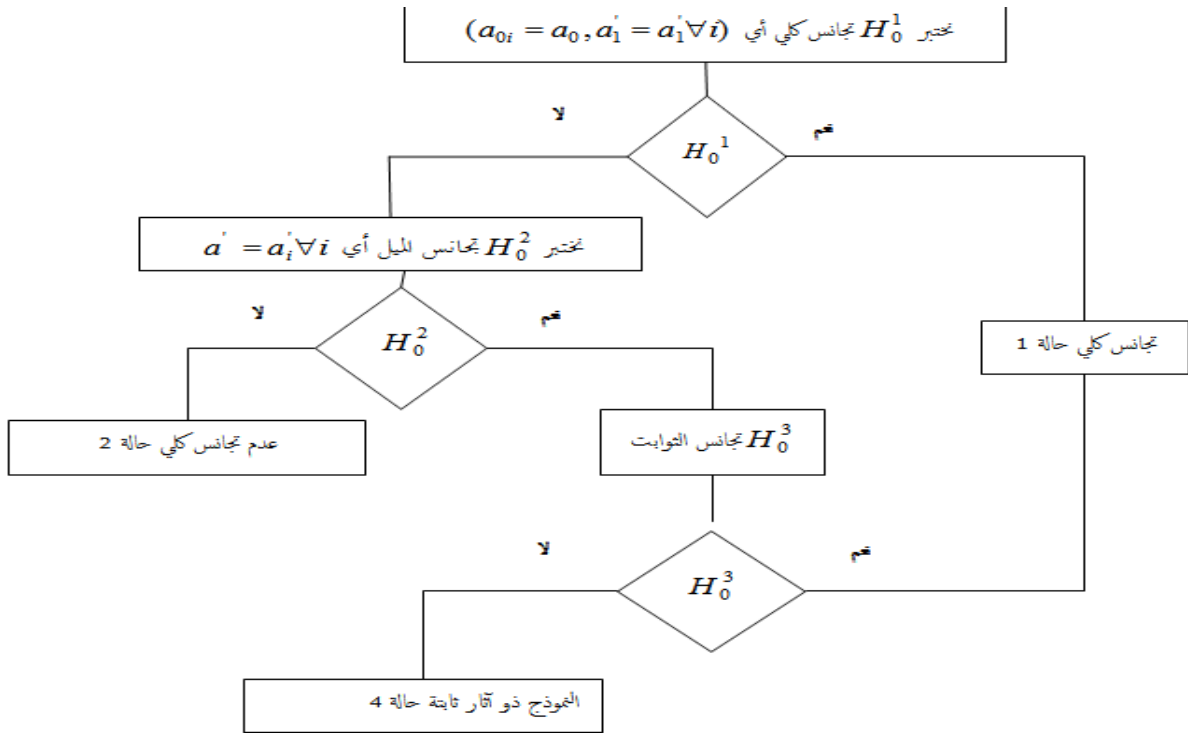 نختبر H₀¹ تجانس كلي أي (a₀ᵢ = a₀, a₁' = a₁'∀i)
لا
نعم
H₀¹
نختبر H₀² تجانس الميل أي a' = aᵢ'∀i
لا
نعم
H₀²
تجانس كلي حالة 1
عدم تجانس كلي حالة 2
H₀³ تجانس الثوابت
لا
نعم
H₀³
النموذج ذو آثار ثابتة حالة 4